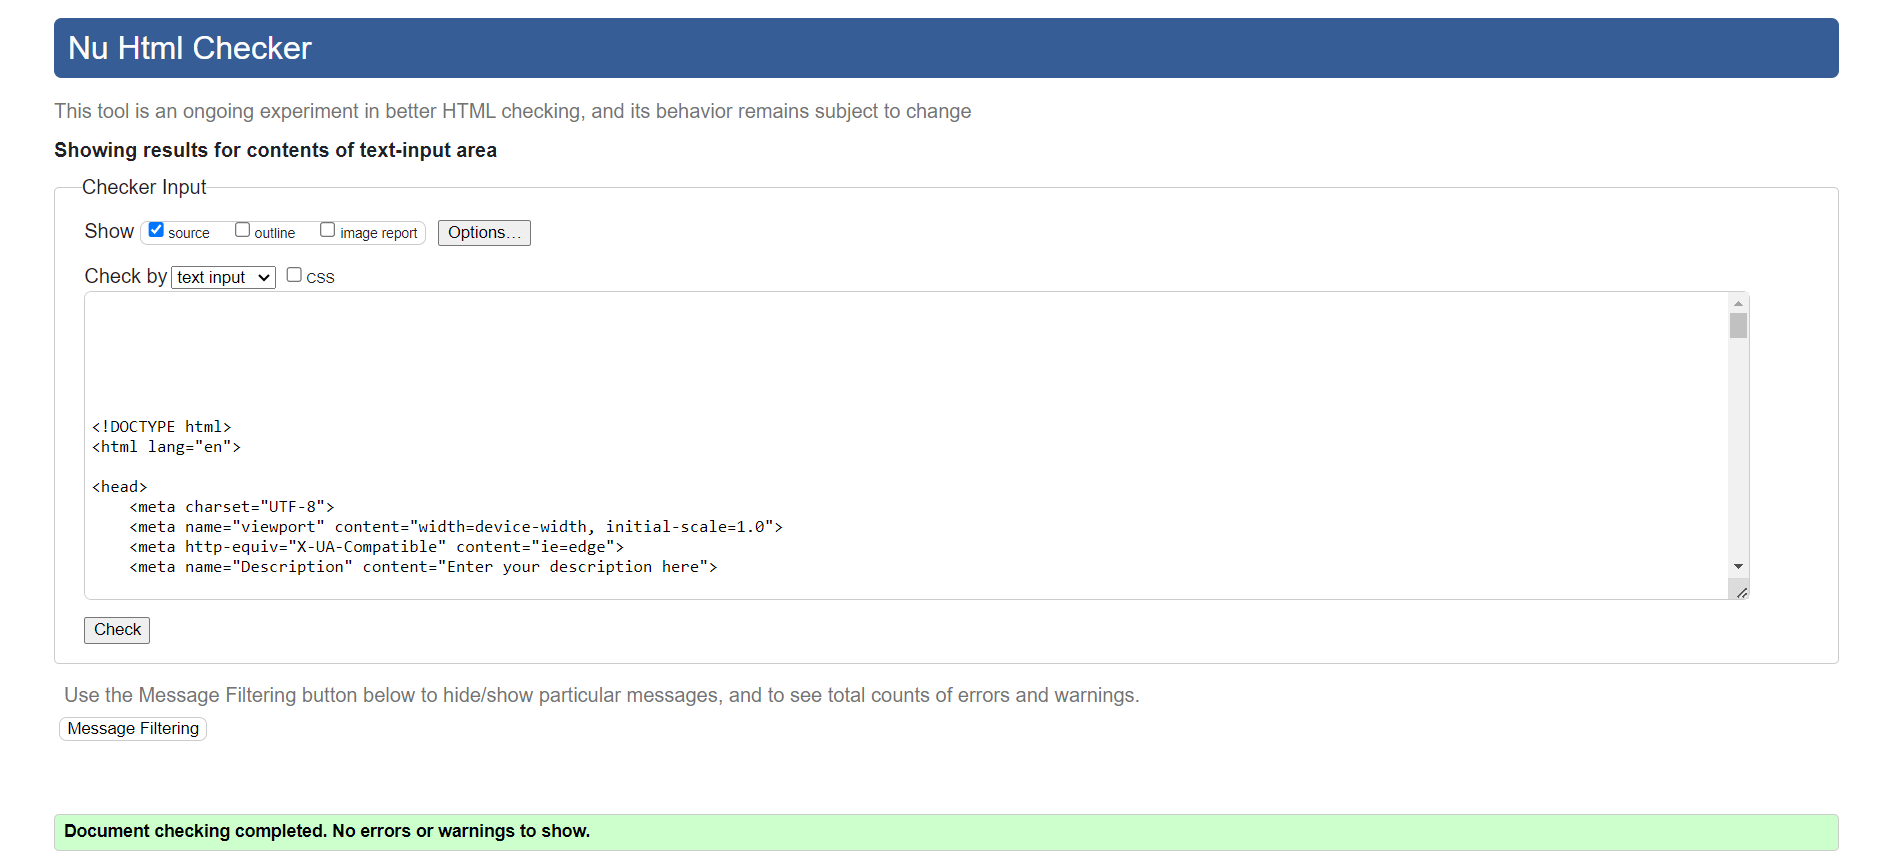 Nu Html Checker
This tool is an ongoing experiment in better HTML checking, and its behavior remains subject to change
Showing results for contents of text-input area
Checker Input
Show source outline image report Options...
Check by text input CSS
<!DOCTYPE html>
<html lang="en">
<head>
<meta charset="UTF-8">
<meta name="viewport" content="width=device-width, initial-scale=1.0">
<meta http-equiv="X-UA-Compatible" content="ie=edge">
<meta name="Description" content="Enter your description here">
Check
Use the Message Filtering button below to hide/show particular messages, and to see total counts of errors and warnings.
Message Filtering
Document checking completed. No errors or warnings to show.